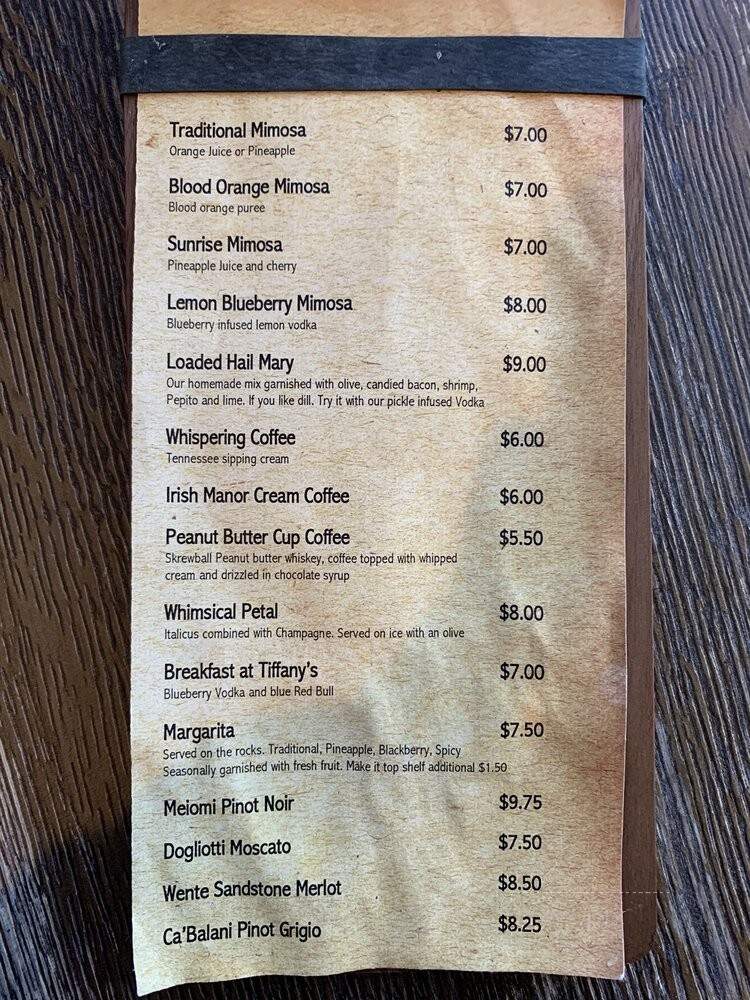 Traditional Mimosa $7.00
Orange Juice or Pineapple
Blood Orange Mimosa $7.00
Blood orange puree
Sunrise Mimosa $7.00
Pineapple Juice and cherry
Lemon Blueberry Mimosa $8.00
Blueberry infused lemon vodka
Loaded Hail Mary $9.00
Our homemade mix garnished with olive, candied bacon, shrimp,
Pepito and lime. If you like dill. Try it with our pickle infused Vodka
Whispering Coffee $6.00
Tennessee sipping cream
Irish Manor Cream Coffee $6.00
Peanut Butter Cup Coffee $5.50
Skrewball Peanut butter whiskey, coffee topped with whipped
cream and drizzled in chocolate syrup
Whimsical Petal $8.00
Italicus combined with Champagne. Served on ice with an olive
Breakfast at Tiffany's $7.00
Blueberry Vodka and blue Red Bull
Margarita $7.50
Served on the rocks. Traditional, Pineapple, Blackberry, Spicy
Seasonally garnished with fresh fruit. Make it top shelf additional $1.50
Meiomi Pinot Noir $9.75
Dogliotti Moscato $7.50
Wente Sandstone Merlot $8.50
Ca'Balani Pinot Grigio $8.25